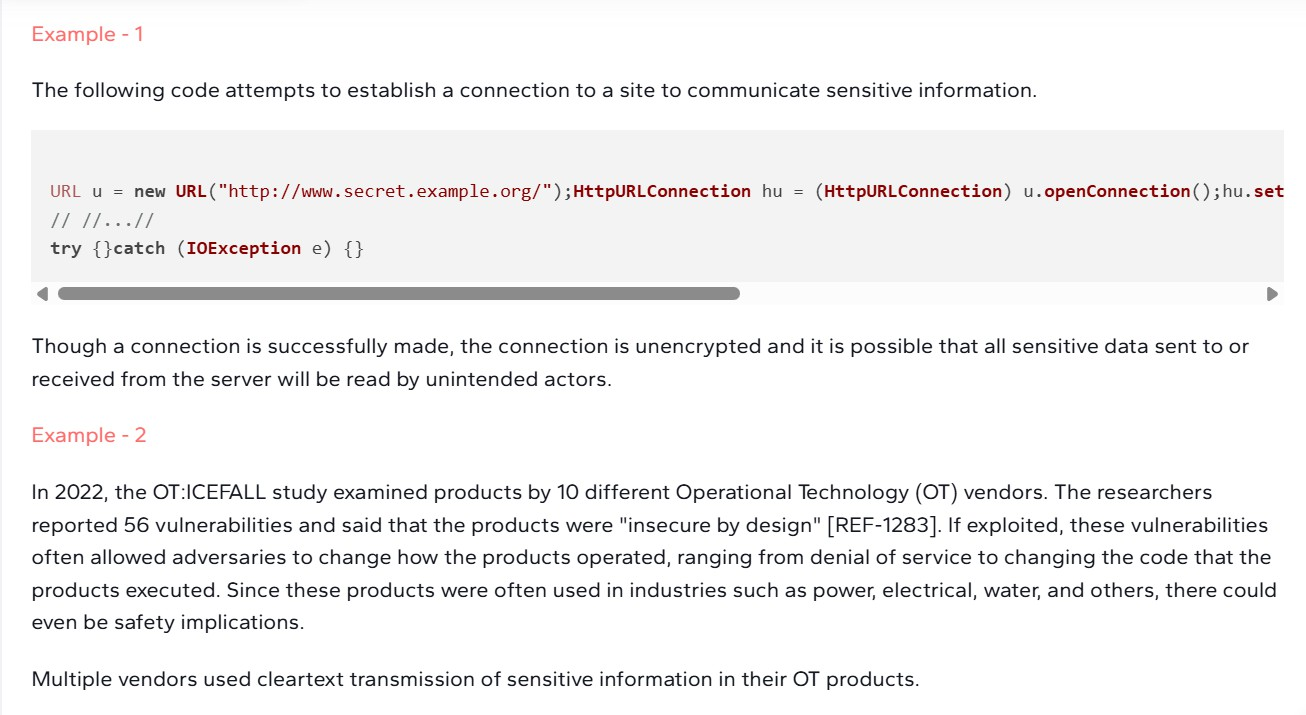 Example - 1
The following code attempts to establish a connection to a site to communicate sensitive information.
URL u = new URL("http://www.secret.example.org/");HttpURLConnection hu = (HttpURLConnection) u.openConnection();hu.set
// //...//
try {}catch (IOException e) {}
Though a connection is successfully made, the connection is unencrypted and it is possible that all sensitive data sent to or
received from the server will be read by unintended actors.
Example - 2
In 2022, the OT:ICEFALL study examined products by 10 different Operational Technology (OT) vendors. The researchers
reported 56 vulnerabilities and said that the products were "insecure by design" [REF-1283]. If exploited, these vulnerabilities
often allowed adversaries to change how the products operated, ranging from denial of service to changing the code that the
products executed. Since these products were often used in industries such as power, electrical, water, and others, there could
even be safety implications.
Multiple vendors used cleartext transmission of sensitive information in their OT products.